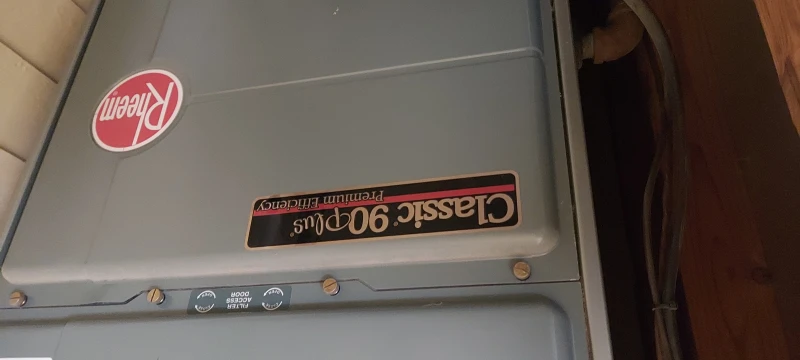 Rheem
Classic® 90 Plus®
Premium Efficiency
FILTER
ACCESS
DOOR